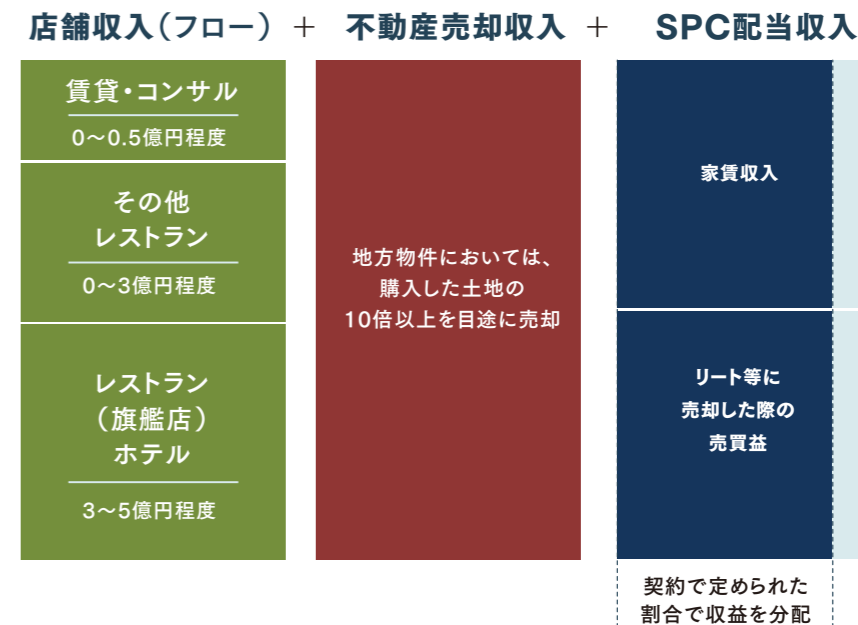 店舗収入（フロー） ＋ 不動産売却収入 ＋ SPC配当収入
賃貸・コンサル
0〜0.5億円程度
その他
レストラン
0〜3億円程度
レストラン
（旗艦店）
ホテル
3〜5億円程度
地方物件においては、
購入した土地の
10倍以上を目途に売却
家賃収入
リート等に
売却した際の
売買益
契約で定められた
割合で収益を分配